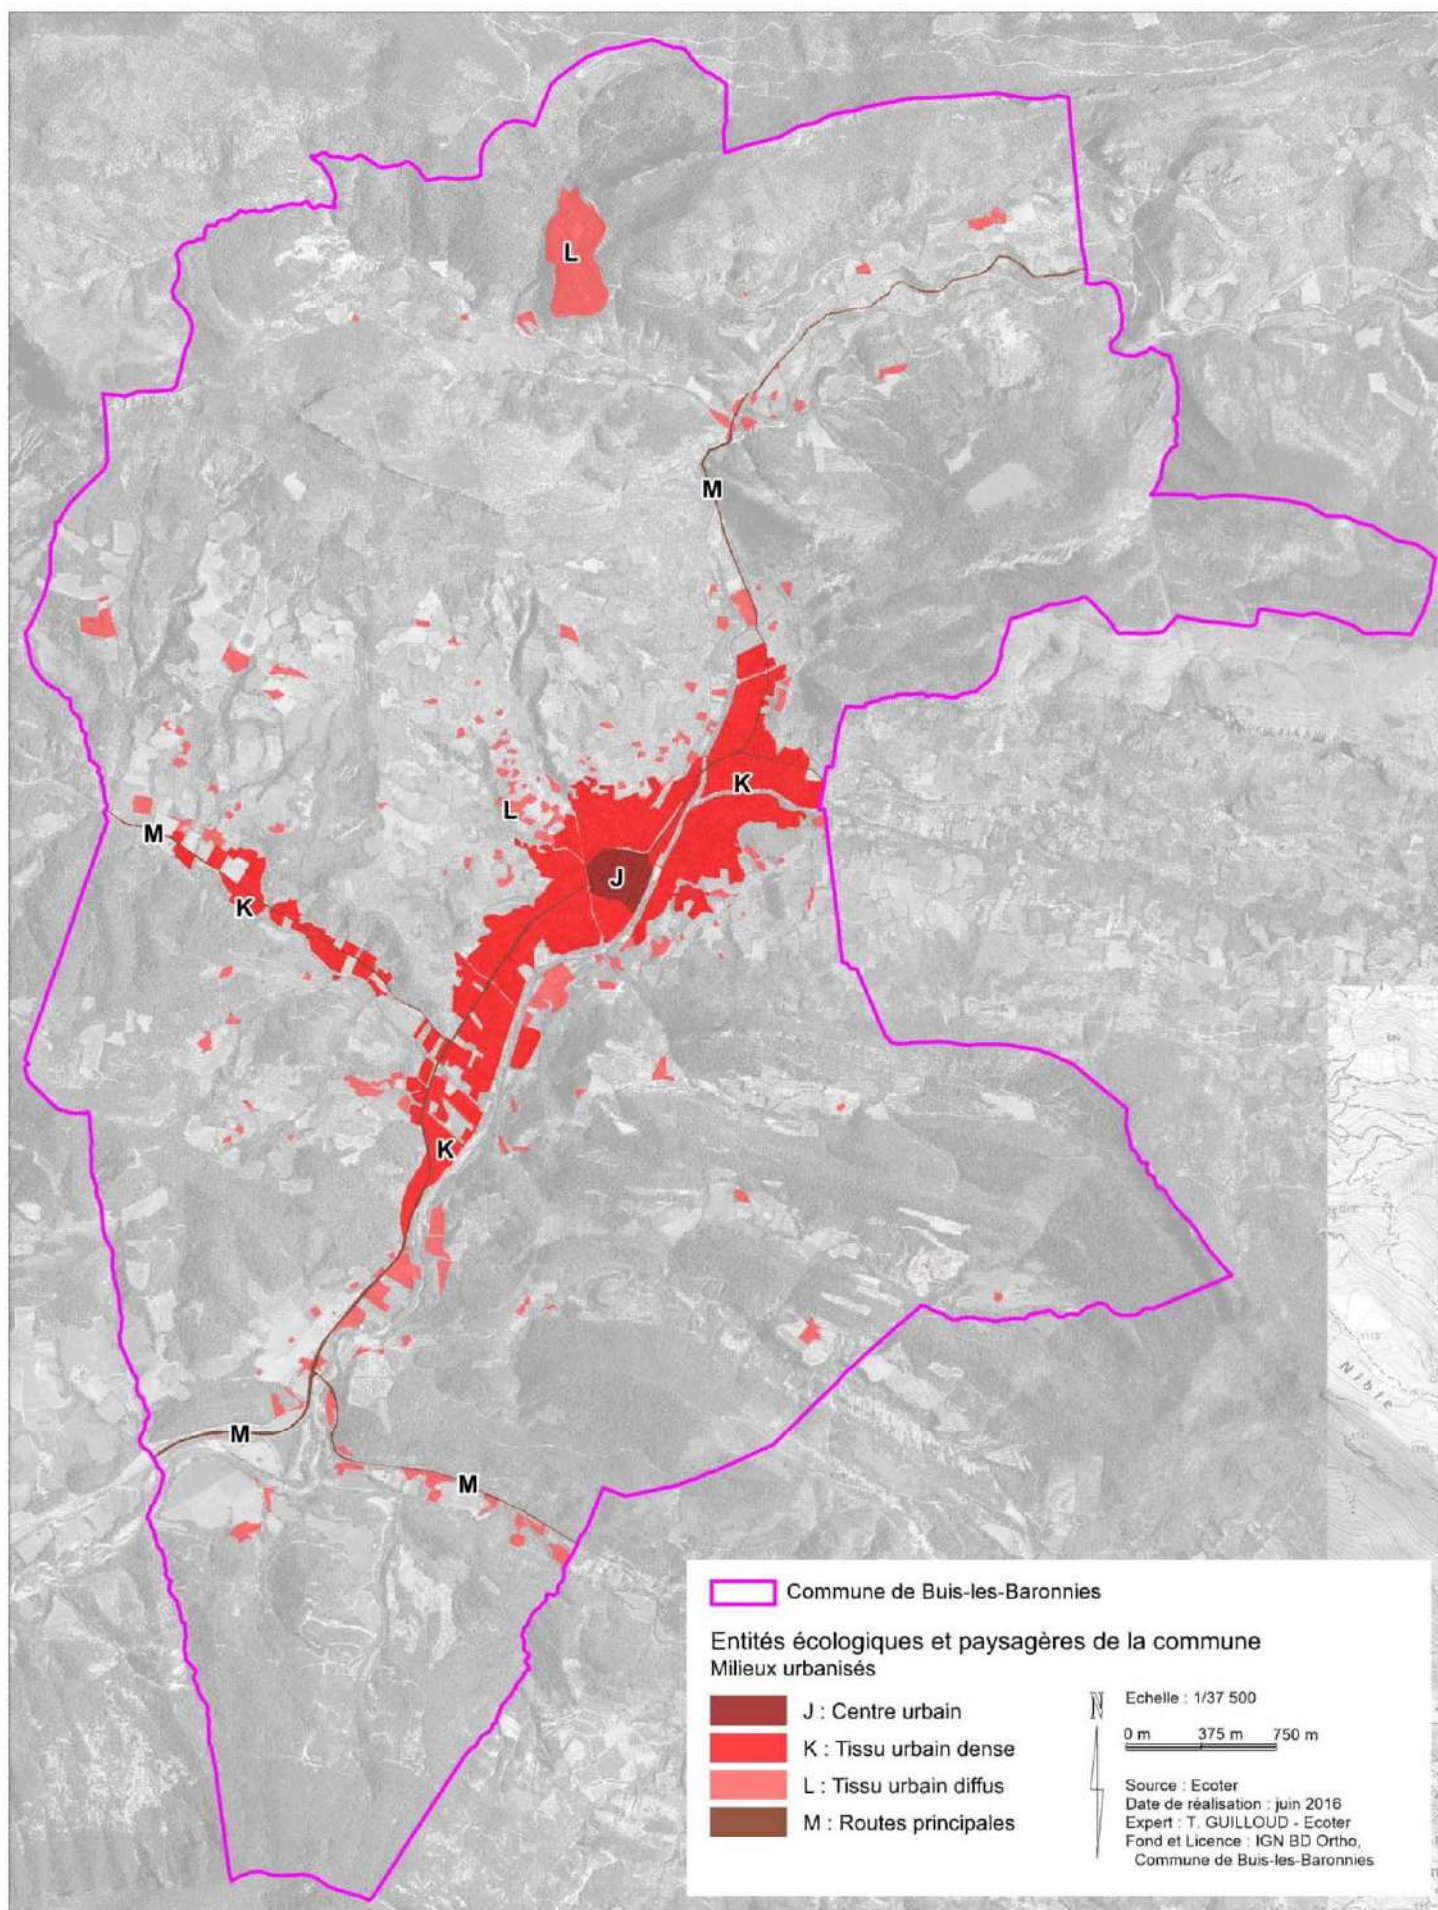 L
M
K
L
M
J
K
K
M
M
Nible
Commune de Buis-les-Baronnies
Entités écologiques et paysagères de la commune
Milieux urbanisés
J : Centre urbain
K : Tissu urbain dense
L : Tissu urbain diffus
M : Routes principales
N
Echelle : 1/37 500
0 m 375 m 750 m
Source : Ecoter
Date de réalisation : juin 2016
Expert : T. GUILLOUD - Ecoter
Fond et Licence : IGN BD Ortho,
Commune de Buis-les-Baronnies